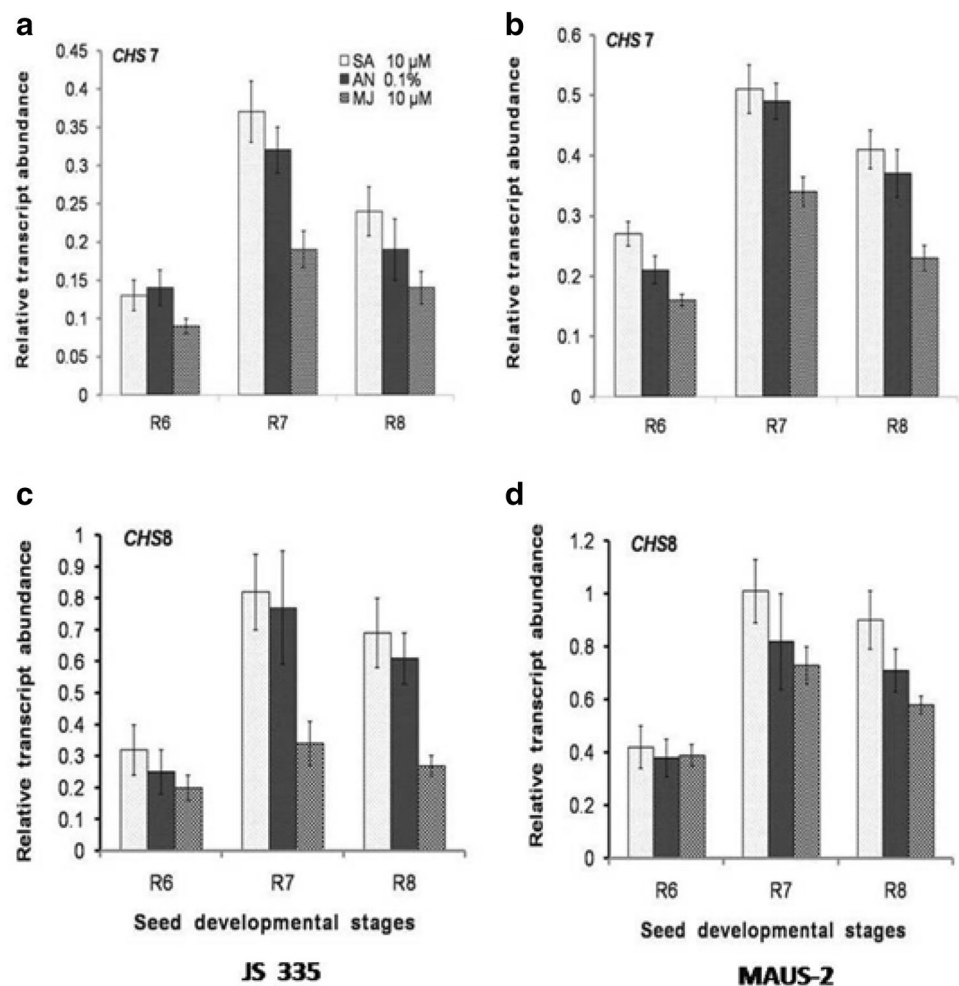 a
CHS 7
SA 10 µM
AN 0.1%
MJ 10 µM
Relative transcript abundance
0.45
0.4
0.35
0.3
0.25
0.2
0.15
0.1
0.05
0
R6 R7 R8
b
CHS 7
Relative transcript abundance
0.6
0.5
0.4
0.3
0.2
0.1
0
R6 R7 R8
c
CHS8
Relative transcript abundance
1
0.9
0.8
0.7
0.6
0.5
0.4
0.3
0.2
0.1
0
R6 R7 R8
Seed developmental stages
JS 335
d
CHS8
Relative transcript abundance
1.2
1
0.8
0.6
0.4
0.2
0
R6 R7 R8
Seed developmental stages
MAUS-2